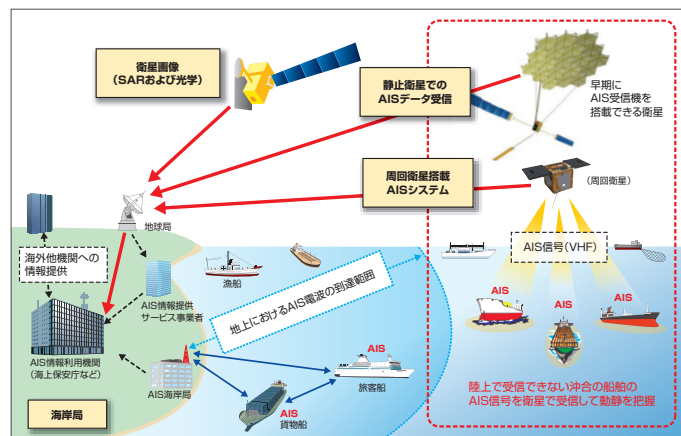 衛星画像
(SARおよび光学)
静止衛星での
AISデータ受信
早期に
AIS受信機を
搭載できる衛星
周回衛星搭載
AISシステム
(周回衛星)
地球局
AIS信号(VHF)
海外他機関への
情報提供
漁船
AIS情報提供
サービス事業者
地上におけるAIS電波の到達範囲
AIS
AIS
AIS
AIS情報利用機関
(海上保安庁など)
AIS
旅客船
AIS海岸局
AIS
貨物船
陸上で受信できない沖合の船舶の
AIS信号を衛星で受信して動静を把握
海岸局